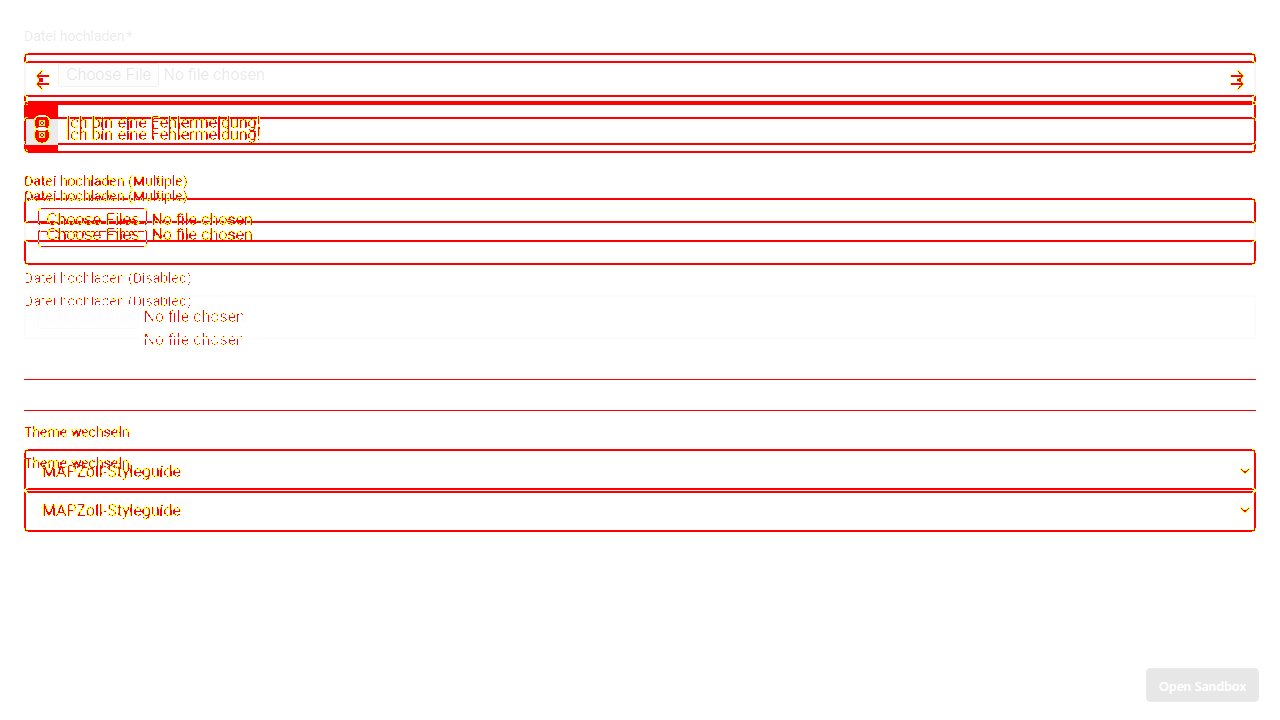 Datei hochladen*
Choose File No file chosen
Ich bin eine Fehlermeldung!
Ich bin eine Fehlermeldung!
Datei hochladen (Multiple)
Datei hochladen (Multiple)
Choose Files No file chosen
Choose Files No file chosen
Datei hochladen (Disabled)
Datei hochladen (Disabled)
No file chosen
No file chosen
Theme wechseln
Theme wechseln
MAPZoll-Styleguide
MAPZoll-Styleguide
Open Sandbox